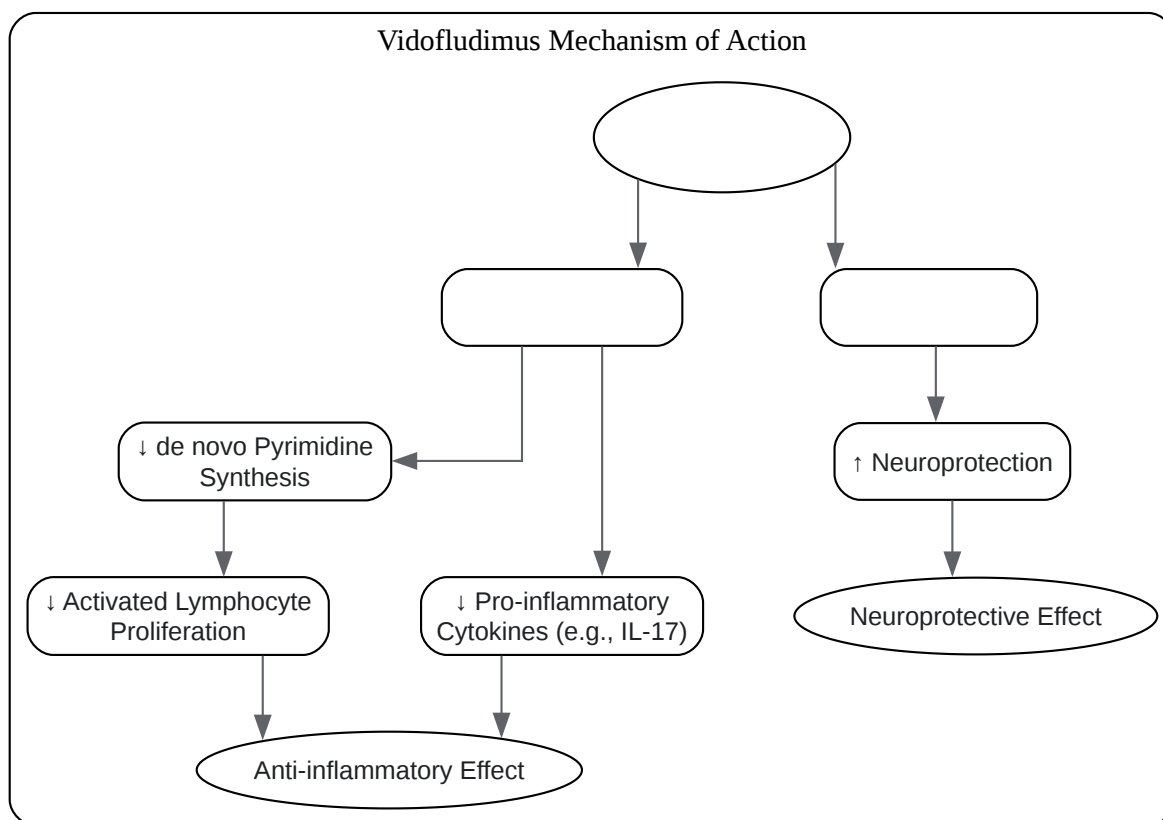 Vidofludimus Mechanism of Action
↓ de novo Pyrimidine
Synthesis
↑ Neuroprotection
↓ Activated Lymphocyte
Proliferation
↓ Pro-inflammatory
Cytokines (e.g., IL-17)
Neuroprotective Effect
Anti-inflammatory Effect